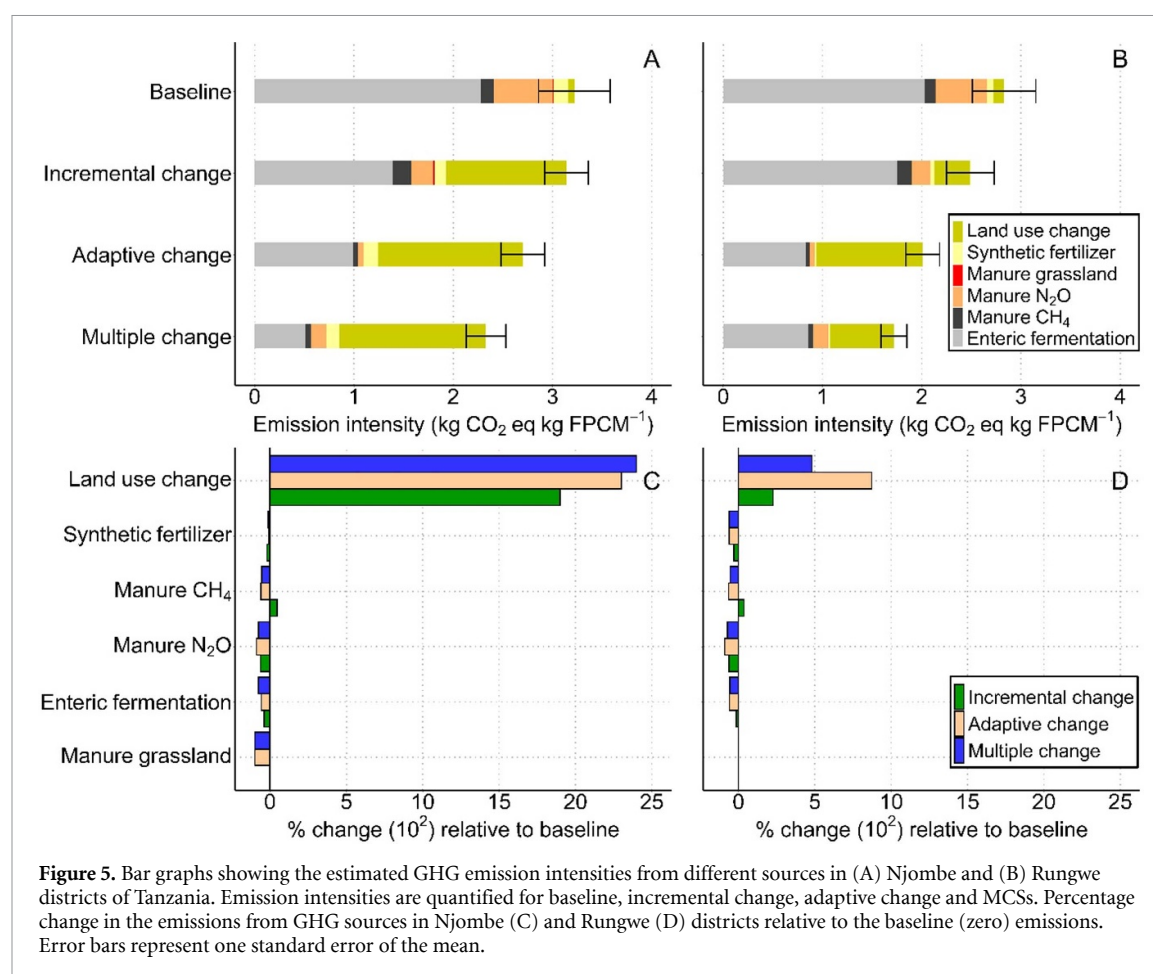 A
B
Baseline
Incremental change
Adaptive change
Multiple change
Land use change
Synthetic fertilizer
Manure grassland
Manure N₂O
Manure CH₄
Enteric fermentation
0 1 2 3 4
0 1 2 3 4
Emission intensity (kg CO₂ eq kg FPCM⁻¹)
Emission intensity (kg CO₂ eq kg FPCM⁻¹)
C
D
Land use change
Synthetic fertilizer
Manure CH₄
Manure N₂O
Enteric fermentation
Manure grassland
Incremental change
Adaptive change
Multiple change
0 5 10 15 20 25
0 5 10 15 20 25
% change (10²) relative to baseline
% change (10²) relative to baseline
Figure 5. Bar graphs showing the estimated GHG emission intensities from different sources in (A) Njombe and (B) Rungwe
districts of Tanzania. Emission intensities are quantified for baseline, incremental change, adaptive change and MCSs. Percentage
change in the emissions from GHG sources in Njombe (C) and Rungwe (D) districts relative to the baseline (zero) emissions.
Error bars represent one standard error of the mean.